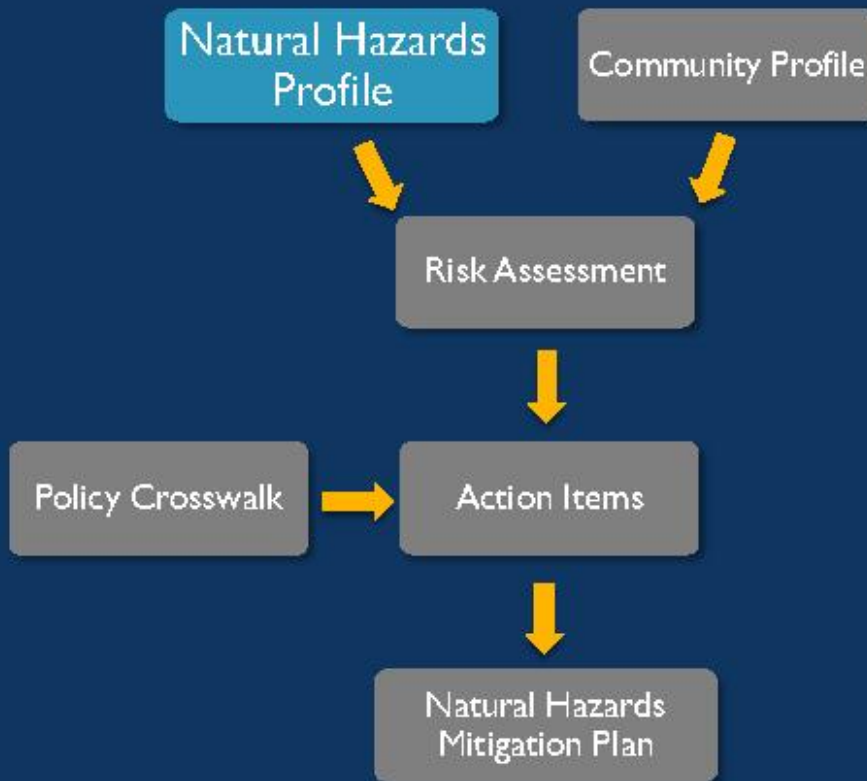 Natural Hazards
Profile
Community Profile
Risk Assessment
Policy Crosswalk
Action Items
Natural Hazards
Mitigation Plan